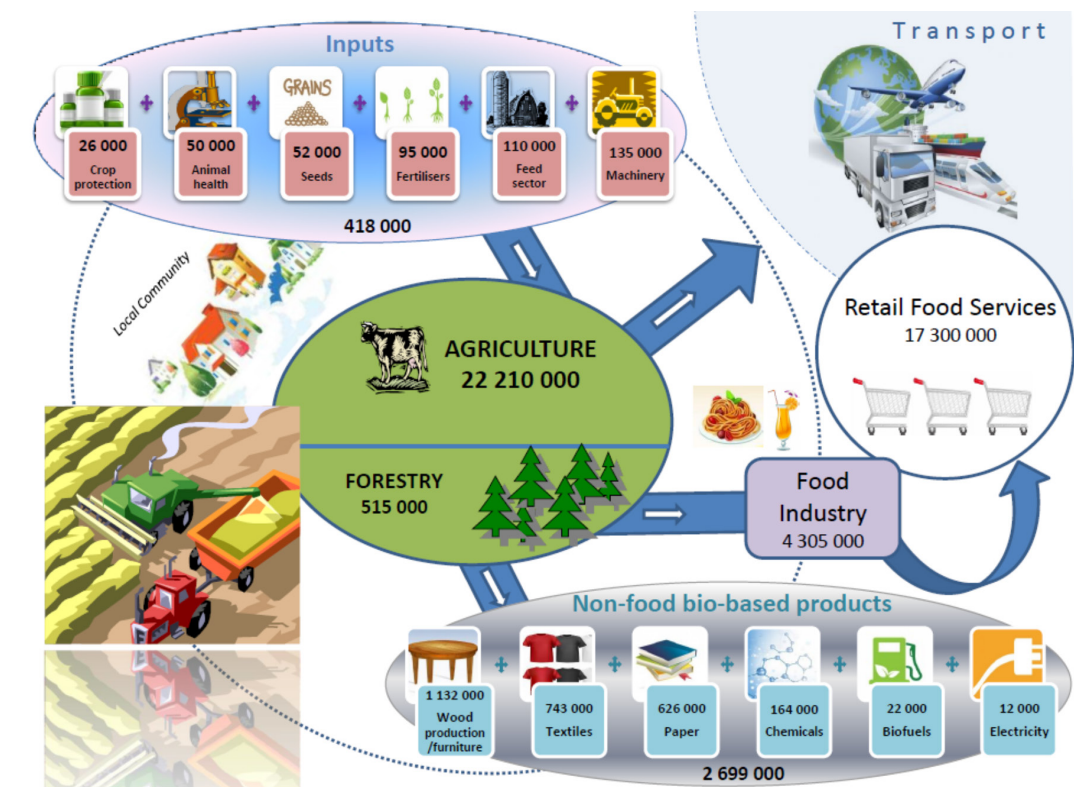 Inputs
GRAINS
26 000
Crop
protection
50 000
Animal
health
52 000
Seeds
95 000
Fertilisers
110 000
Feed
sector
135 000
Machinery
418 000
Transport
Local Community
AGRICULTURE
22 210 000
FORESTRY
515 000
Retail Food Services
17 300 000
Food
Industry
4 305 000
Non-food bio-based products
1 132 000
Wood
production
/furniture
743 000
Textiles
626 000
Paper
164 000
Chemicals
22 000
Biofuels
12 000
Electricity
2 699 000